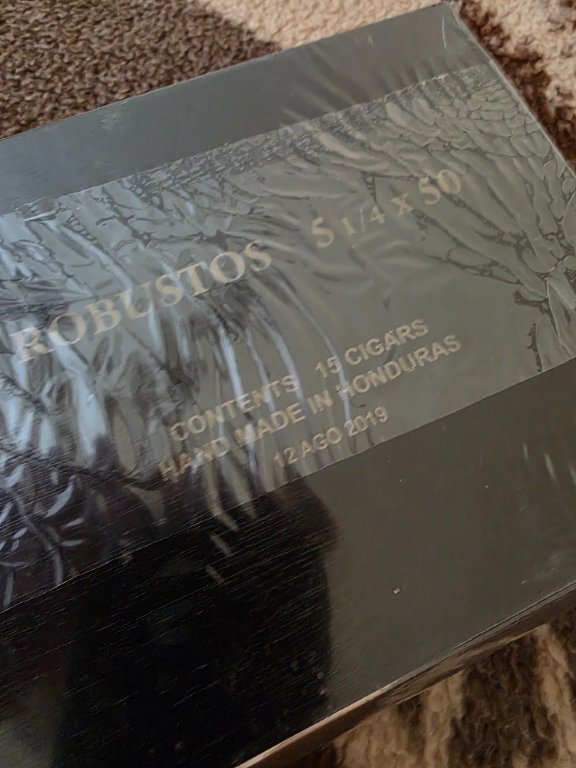 ROBUSTOS 5 1/4 x 50
CONTENTS 15 CIGARS
HAND MADE IN HONDURAS
12 AGO 2019